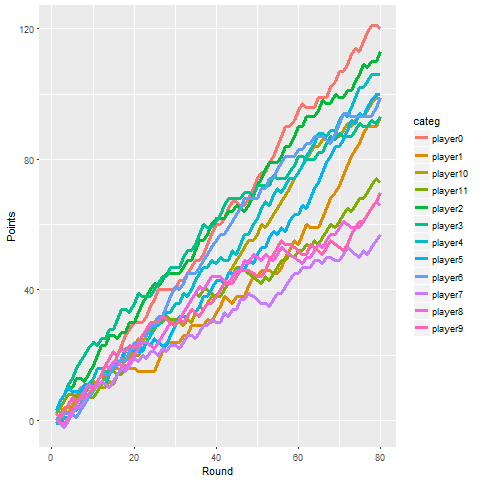 120
80
40
0
Points
0
20
40
60
80
Round
categ
player0
player1
player10
player11
player2
player3
player4
player5
player6
player7
player8
player9